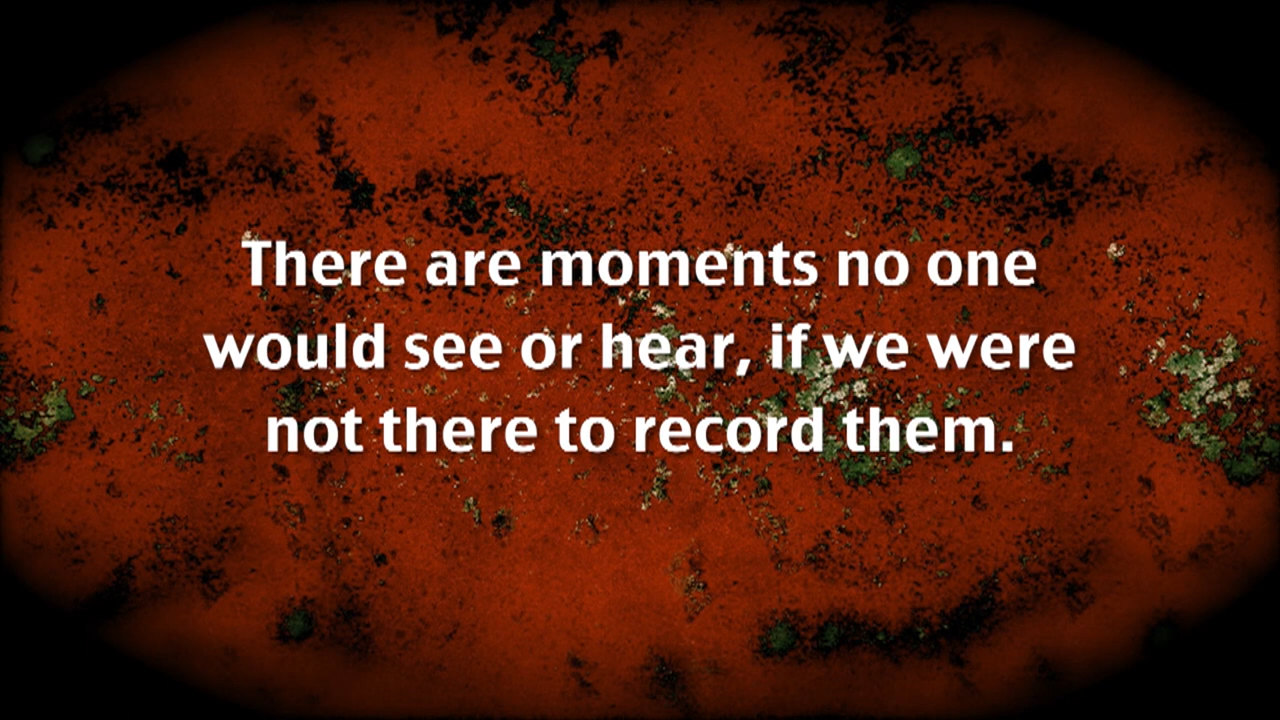 There are moments no one
would see or hear, if we were
not there to record them.